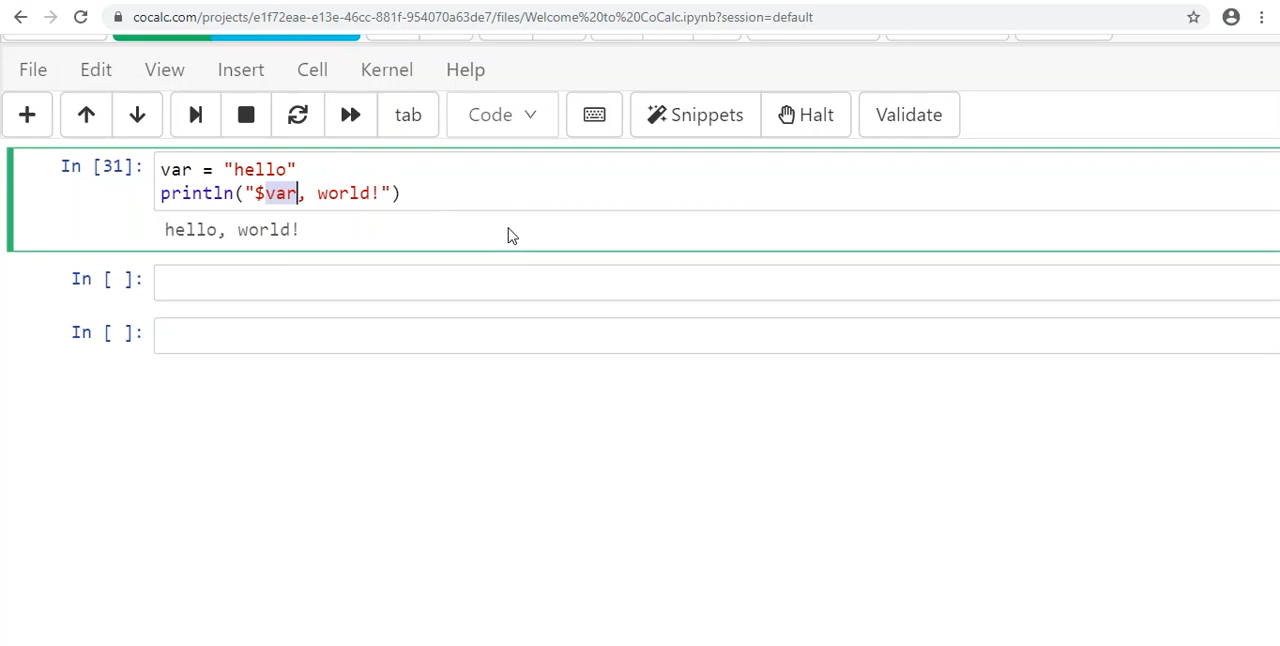 cocalc.com/projects/e1f72eae-e13e-46cc-881f-954070a63de7/files/Welcome%20to%20CoCalc.ipynb?session=default
File Edit View Insert Cell Kernel Help
tab Code Snippets Halt Validate
In [31]: var = "hello"
println("$var, world!")
hello, world!
In [ ]:
In [ ]: